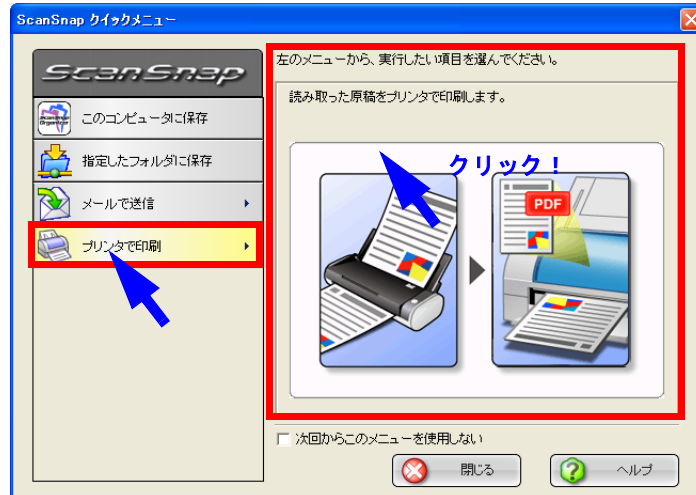 ScanSnap クイックメニュー
ScanSnap
このコンピュータに保存
指定したフォルダに保存
メールで送信
プリンタで印刷
左のメニューから、実行したい項目を選んでください。
読み取った原稿をプリンタで印刷します。
クリック！
PDF
次回からこのメニューを使用しない
閉じる
ヘルプ